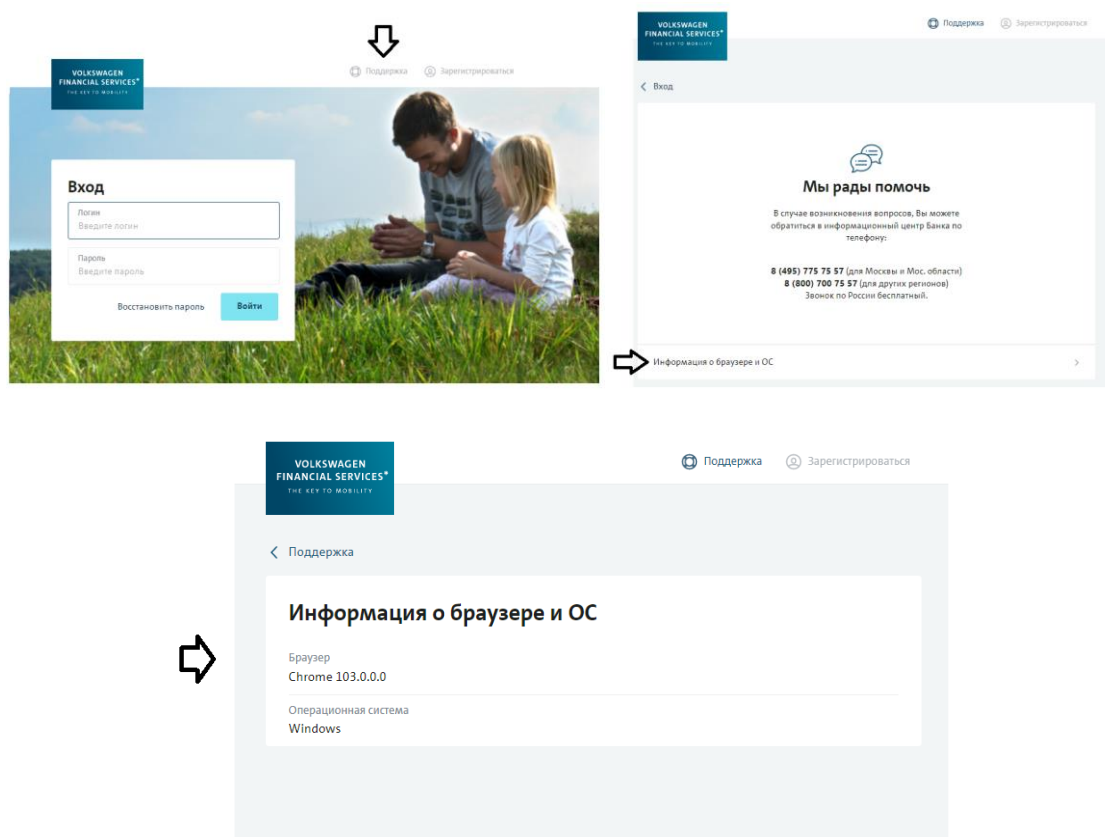 VOLKSWAGEN
FINANCIAL SERVICES*
THE KEY TO MOBILITY
Поддержка
Зарегистрироваться
Вход
Логин
Введите логин
Пароль
Введите пароль
Восстановить пароль
Войти
VOLKSWAGEN
FINANCIAL SERVICES*
THE KEY TO MOBILITY
Поддержка
Зарегистрироваться
Вход
Мы рады помочь
В случае возникновения вопросов, Вы можете
обратиться в информационный центр Банка по
телефону:
8 (495) 775 75 57 (для Москвы и Мос. области)
8 (800) 700 75 57 (для других регионов)
Звонок по России бесплатный.
Информация о браузере и ОС
VOLKSWAGEN
FINANCIAL SERVICES*
THE KEY TO MOBILITY
Поддержка
Зарегистрироваться
Поддержка
Информация о браузере и ОС
Браузер
Chrome 103.0.0.0
Операционная система
Windows